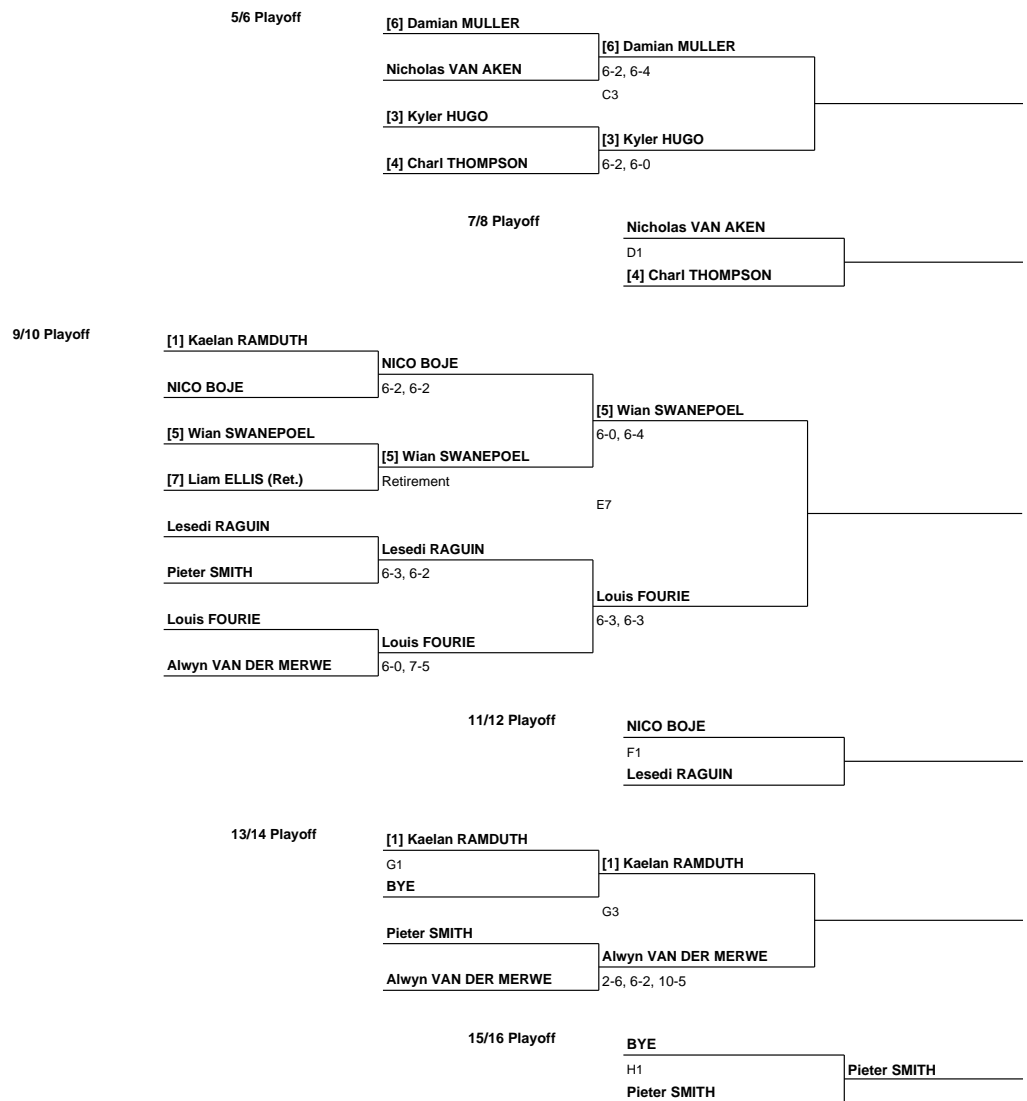 5/6 Playoff
[6] Damian MULLER
[6] Damian MULLER
Nicholas VAN AKEN
6-2, 6-4
C3
[3] Kyler HUGO
[3] Kyler HUGO
[4] Charl THOMPSON
6-2, 6-0
7/8 Playoff
Nicholas VAN AKEN
D1
[4] Charl THOMPSON
9/10 Playoff
[1] Kaelan RAMDUTH
NICO BOJE
NICO BOJE
6-2, 6-2
[5] Wian SWANEPOEL
[5] Wian SWANEPOEL
6-0, 6-4
[5] Wian SWANEPOEL
[7] Liam ELLIS (Ret.)
Retirement
E7
Lesedi RAGUIN
Lesedi RAGUIN
Pieter SMITH
6-3, 6-2
Louis FOURIE
6-3, 6-3
Louis FOURIE
Louis FOURIE
Alwyn VAN DER MERWE
6-0, 7-5
11/12 Playoff
NICO BOJE
F1
Lesedi RAGUIN
13/14 Playoff
[1] Kaelan RAMDUTH
G1
[1] Kaelan RAMDUTH
BYE
G3
Pieter SMITH
Alwyn VAN DER MERWE
Alwyn VAN DER MERWE
2-6, 6-2, 10-5
15/16 Playoff
BYE
H1
Pieter SMITH
Pieter SMITH